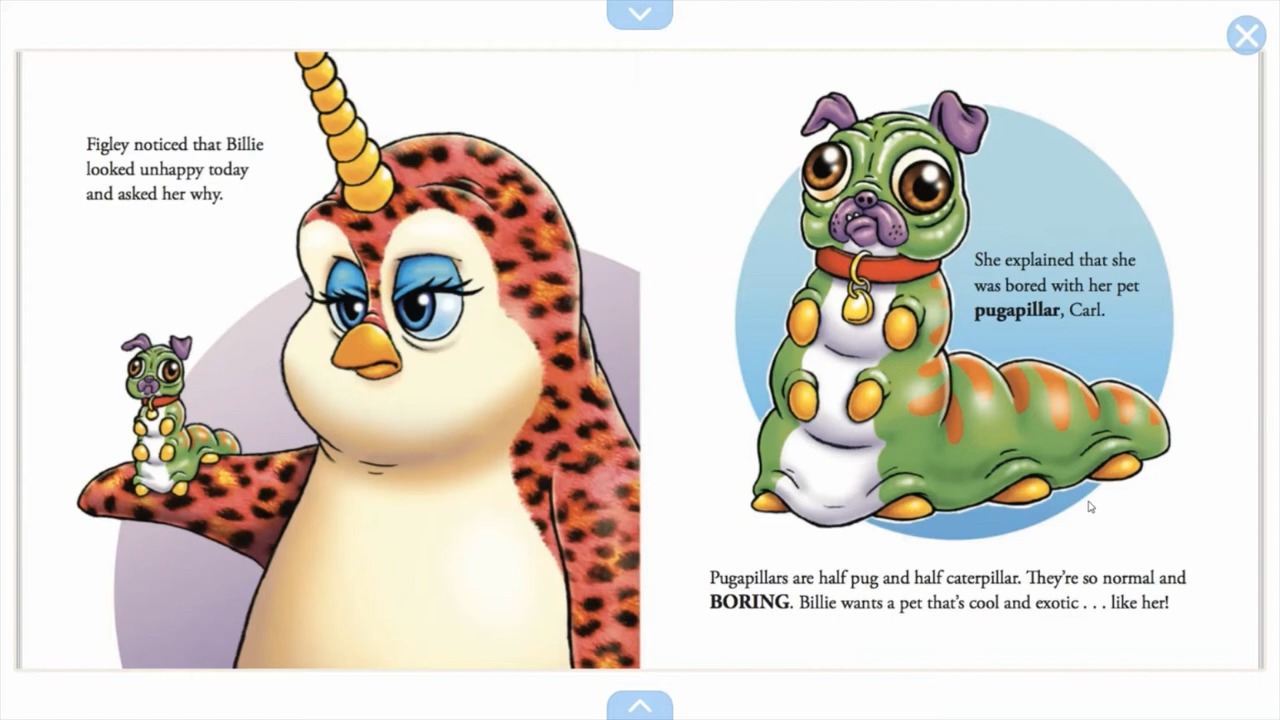 Figley noticed that Billie
looked unhappy today
and asked her why.
She explained that she
was bored with her pet
pugapillar, Carl.
Pugapillars are half pug and half caterpillar. They’re so normal and
BORING. Billie wants a pet that’s cool and exotic . . . like her!